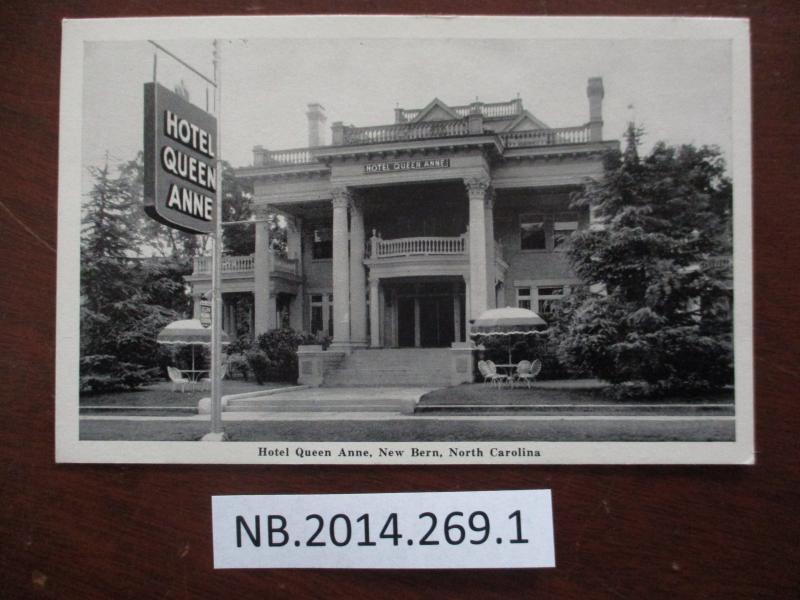 HOTEL
QUEEN
ANNE
HOTEL QUEEN ANNE
Hotel Queen Anne, New Bern, North Carolina
NB.2014.269.1